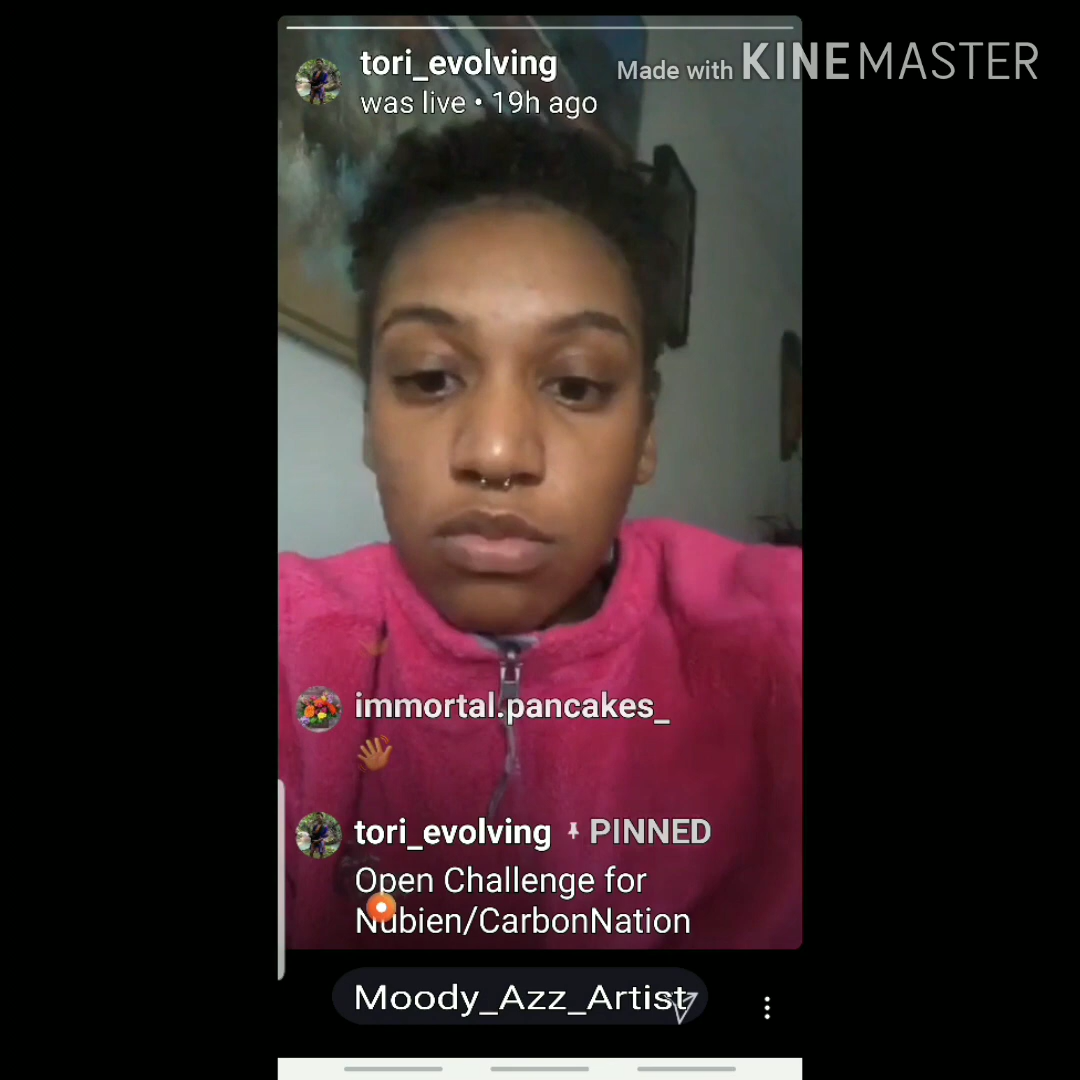 tori_evolving
Made with KINEMASTER
was live • 19h ago
immortal.pancakes_
👋🏾
tori_evolving PINNED
Open Challenge for
Nubien/CarbonNation
Moody_Azz_Artist